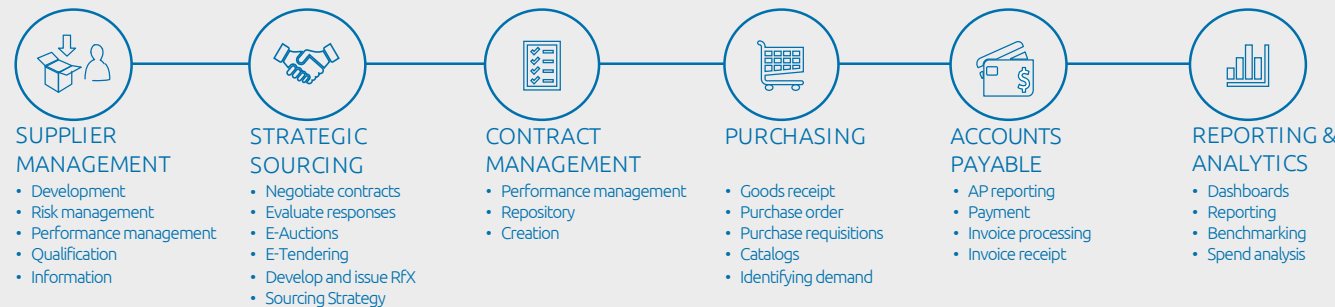 SUPPLIER
MANAGEMENT
• Development
• Risk management
• Performance management
• Qualification
• Information
STRATEGIC
SOURCING
• Negotiate contracts
• Evaluate responses
• E-Auctions
• E-Tendering
• Develop and issue RfX
• Sourcing Strategy
CONTRACT
MANAGEMENT
• Performance management
• Repository
• Creation
PURCHASING
• Goods receipt
• Purchase order
• Purchase requisitions
• Catalogs
• Identifying demand
$
ACCOUNTS
PAYABLE
• AP reporting
• Payment
• Invoice processing
• Invoice receipt
REPORTING &
ANALYTICS
• Dashboards
• Reporting
• Benchmarking
• Spend analysis